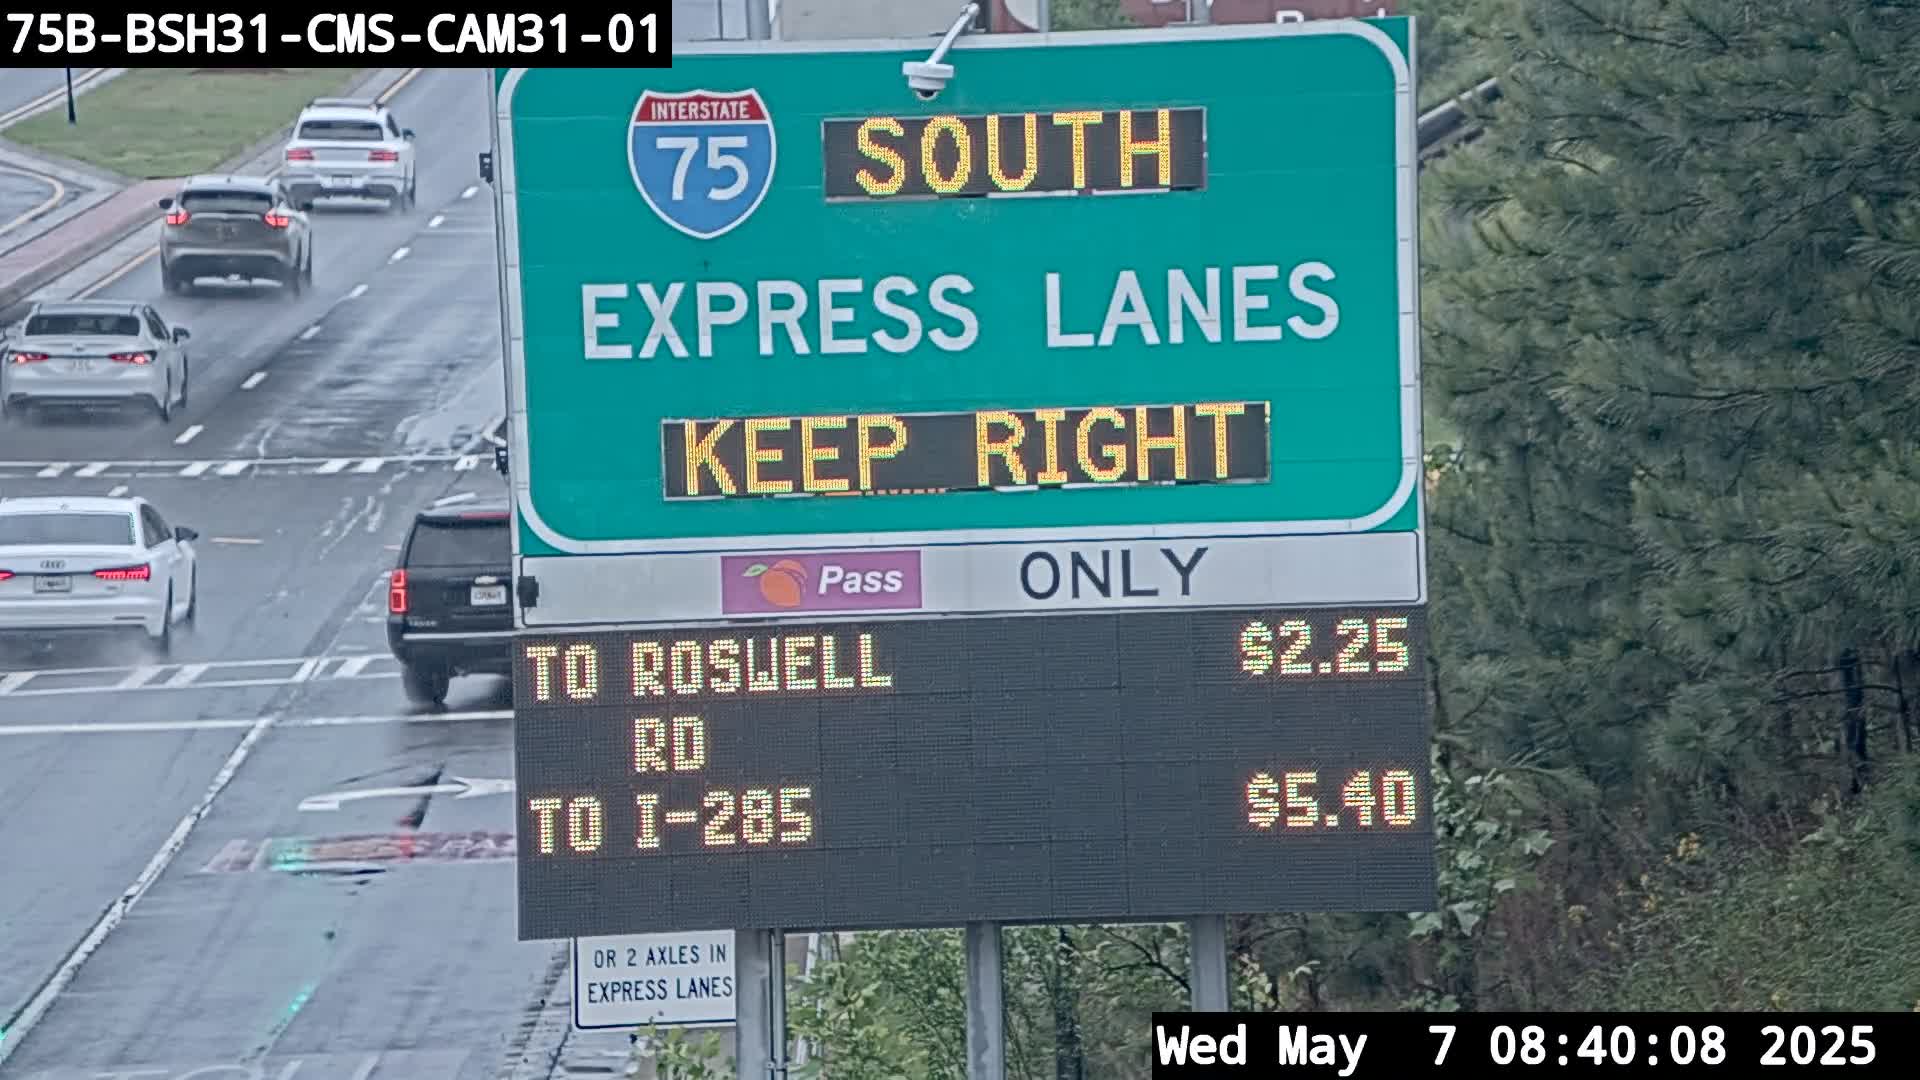 75B-BSH31-CMS-CAM31-01
INTERSTATE
75
SOUTH
EXPRESS LANES
KEEP RIGHT
Pass
ONLY
TO ROSWELL $2.25
RD
TO I-285 $5.40
OR 2 AXLES IN
EXPRESS LANES
Wed May 7 08:40:08 2025